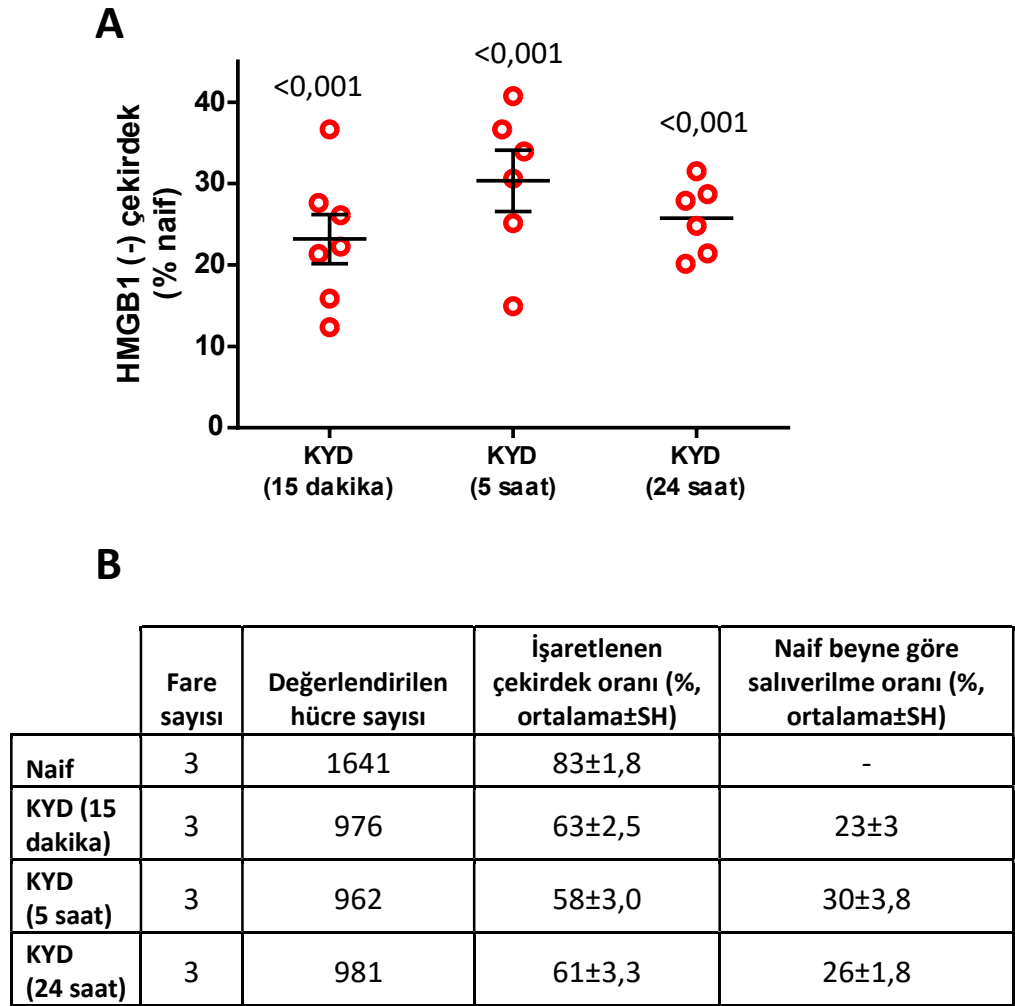 A
<0,001
<0,001
<0,001
HMGB1 (-) çekirdek
(% naif)
40
30
20
10
0
KYD
(15 dakika)
KYD
(5 saat)
KYD
(24 saat)
B
Fare
sayısı
Değerlendirilen
hücre sayısı
İşaretlenen
çekirdek oranı (%,
ortalama±SH)
Naif beyne göre
salıverilme oranı (%,
ortalama±SH)
Naif
3
1641
83±1,8
-
KYD (15
dakika)
3
976
63±2,5
23±3
KYD
(5 saat)
3
962
58±3,0
30±3,8
KYD
(24 saat)
3
981
61±3,3
26±1,8